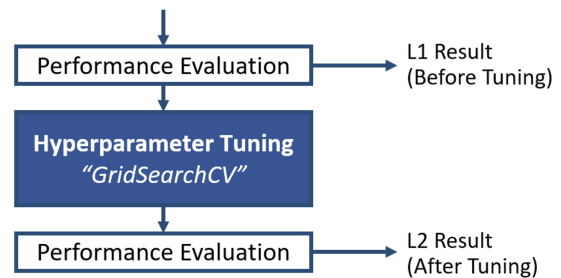 Performance Evaluation
L1 Result
(Before Tuning)
Hyperparameter Tuning
“GridSearchCV”
Performance Evaluation
L2 Result
(After Tuning)